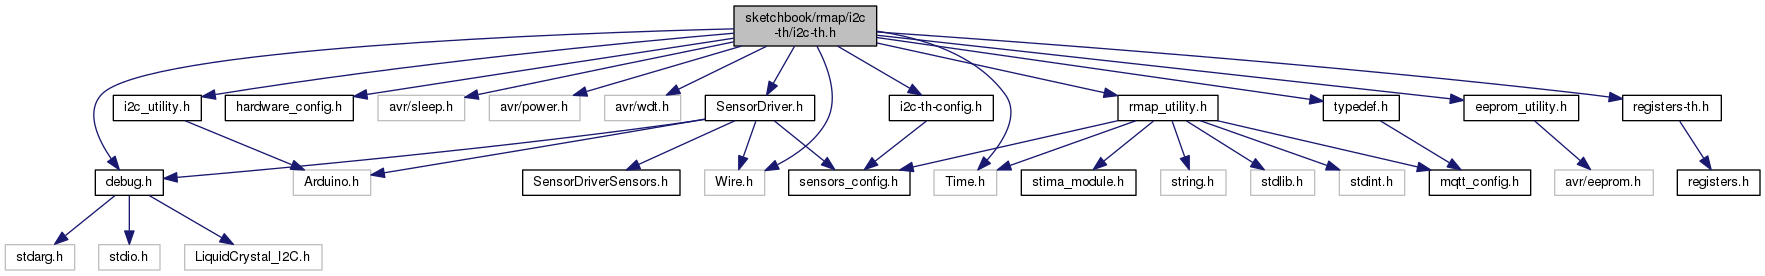 sketchbook/rmap/i2c
-th/i2c-th.h
i2c_utility.h
hardware_config.h
avr/sleep.h
avr/power.h
avr/wdt.h
SensorDriver.h
i2c-th-config.h
rmap_utility.h
typedef.h
eeprom_utility.h
registers-th.h
debug.h
Arduino.h
SensorDriverSensors.h
Wire.h
sensors_config.h
Time.h
stima_module.h
string.h
stdlib.h
stdint.h
mqtt_config.h
avr/eeprom.h
registers.h
stdarg.h
stdio.h
LiquidCrystal_I2C.h